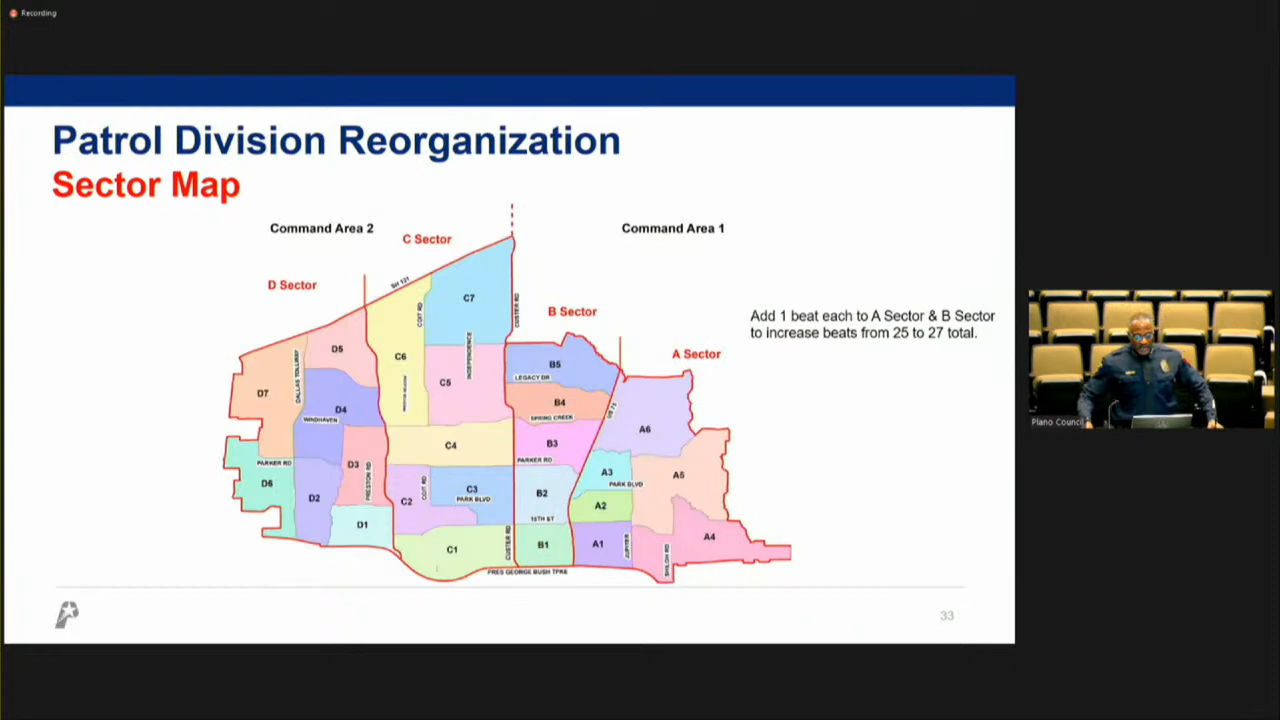 Recording
Patrol Division Reorganization
Sector Map
Command Area 2
Command Area 1
C Sector
D Sector
B Sector
A Sector
Add 1 beat each to A Sector & B Sector
to increase beats from 25 to 27 total.
SH 121
C7
COIT RD
CUSTER RD
INDEPENDENCE
D5
C6
B5
DALLAS TOLLWAY
LEGACY DR
C5
D7
D4
B4
US 75
WINDHAVEN
SPRING CREEK
A6
C4
B3
PARKER RD
PARKER RD
D3
PRESTON RD
A3
A5
D6
COIT RD
C3
PARK BLVD
PARK BLVD
D2
C2
B2
A2
15TH ST
D1
CUSTER RD
C1
B1
A1
JUPITER
A4
SHILOH RD
PRES GEORGE BUSH TPKE
33
Plano Council